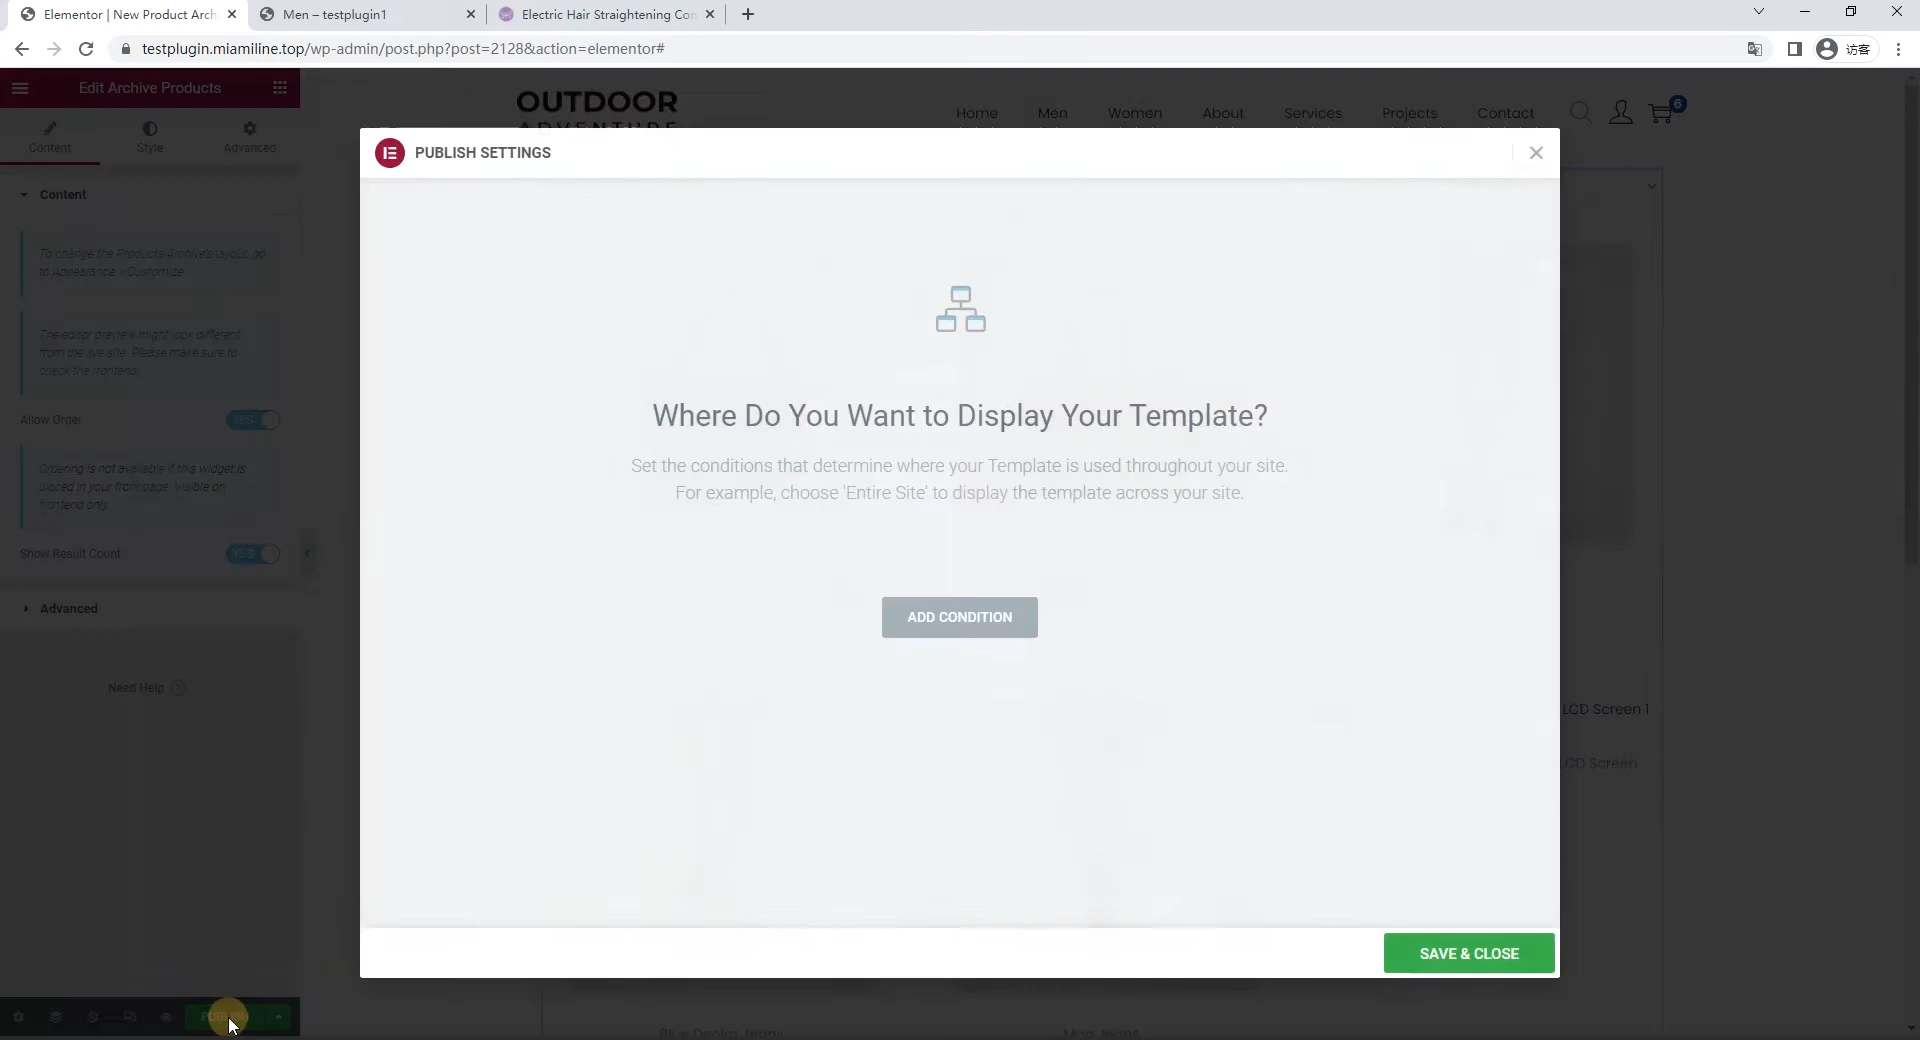 Elementor | New Product Arch
Men – testplugin1
Electric Hair Straightening Con
testplugin.miamiline.top/wp-admin/post.php?post=2128&action=elementor#
访客
Edit Archive Products
Content
Style
Advanced
Content
To change the Products Archive's layout, go
to Appearance > Customize.
The editor preview might look different
from the live site. Please make sure to
check the frontend.
Allow Order
YES
Ordering is not available if this widget is
placed in your front page. Visible on
frontend only.
Show Result Count
YES
Advanced
Need Help
PUBLISH
OUTDOOR
ADVENTURE
Home
Men
Women
About
Services
Projects
Contact
6
PUBLISH SETTINGS
Where Do You Want to Display Your Template?
Set the conditions that determine where your Template is used throughout your site.
For example, choose 'Entire Site' to display the template across your site.
ADD CONDITION
LCD Screen 1
LCD Screen
SAVE & CLOSE
Blue Denim Jeans